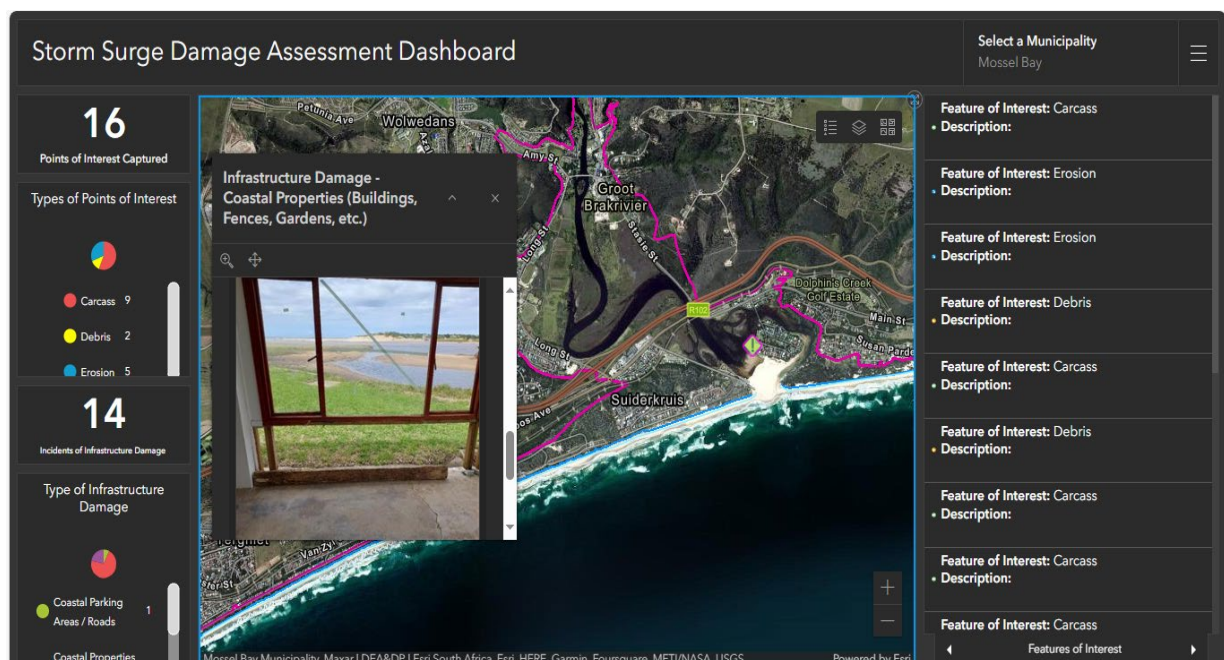 Storm Surge Damage Assessment Dashboard
Select a Municipality
Mossel Bay
16
Points of Interest Captured
Types of Points of Interest
Carcass 9
Debris 2
Erosion 5
14
Incidents of Infrastructure Damage
Type of Infrastructure
Damage
Coastal Parking
Areas / Roads
1
Coastal Properties
Infrastructure Damage -
Coastal Properties (Buildings,
Fences, Gardens, etc.)
Petunia Ave
Wolwedans
Amy St
Groot
Brakrivier
Long St
Stasie St
Dolphin's Creek
Golf Estate
R102
Main St
Long St
Suiderkruis
Van Zyl
Mossel Bay Municipality, Maxar | DEA&DP | Esri South Africa, Esri, HERE, Garmin, Foursquare, METI/NASA, USGS
Powered by Esri
Feature of Interest: Carcass
Description:
Feature of Interest: Erosion
Description:
Feature of Interest: Erosion
Description:
Feature of Interest: Debris
Description:
Feature of Interest: Carcass
Description:
Feature of Interest: Debris
Description:
Feature of Interest: Carcass
Description:
Feature of Interest: Carcass
Description:
Feature of Interest: Carcass
Features of Interest